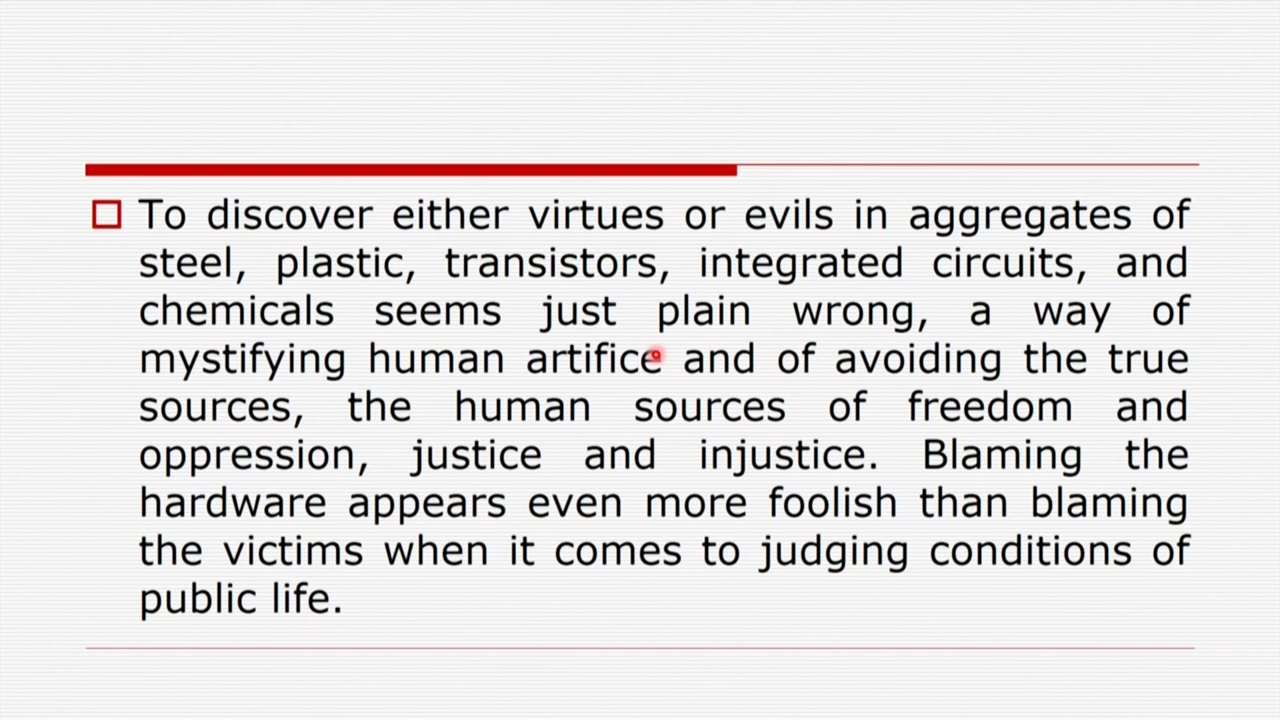 To discover either virtues or evils in aggregates of
steel, plastic, transistors, integrated circuits, and
chemicals seems just plain wrong, a way of
mystifying human artifice and of avoiding the true
sources, the human sources of freedom and
oppression, justice and injustice. Blaming the
hardware appears even more foolish than blaming
the victims when it comes to judging conditions of
public life.